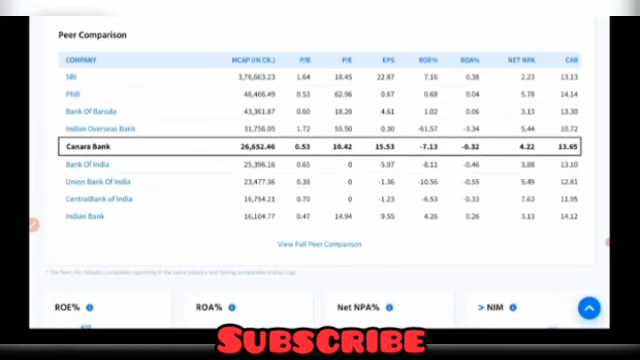 Peer Comparison
COMPANY MCAP (IN CR.) P/B P/E EPS ROE% ROA% NET NPA CAR
SBI 3,76,663.23 1.64 18.45 22.87 7.16 0.38 2.23 13.13
PNB 46,466.49 0.53 62.96 0.67 0.68 0.04 5.78 14.14
Bank Of Baroda 43,361.87 0.60 18.20 4.61 1.02 0.06 3.13 13.30
Indian Overseas Bank 31,756.05 1.72 55.50 0.30 -61.57 -3.34 5.44 10.72
Canara Bank 26,652.46 0.53 10.42 15.53 -7.13 -0.32 4.22 13.65
Bank Of India 25,396.16 0.65 0 -5.07 -8.11 -0.46 3.88 13.10
Union Bank Of India 23,477.36 0.38 0 -1.36 -10.56 -0.55 5.49 12.81
CentralBank of India 16,754.21 0.70 0 -1.23 -6.53 -0.33 7.63 11.95
Indian Bank 16,104.77 0.47 14.94 9.55 4.26 0.26 3.13 14.12
View Full Peer Comparison
ROE% ROA% Net NPA% > NIM
SUBSCRIBE